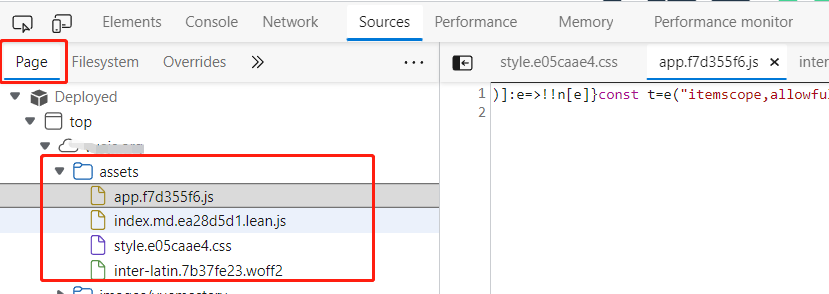 Elements Console Network Sources Performance Memory Performance monitor
Page Filesystem Overrides
style.e05caae4.css app.f7d355f6.js inter
Deployed
top
assets
app.f7d355f6.js
index.md.ea28d5d1.lean.js
style.e05caae4.css
inter-latin.7b37fe23.woff2
1 )]:e=>!!n[e]}const t=e("itemscope,allowfu
2